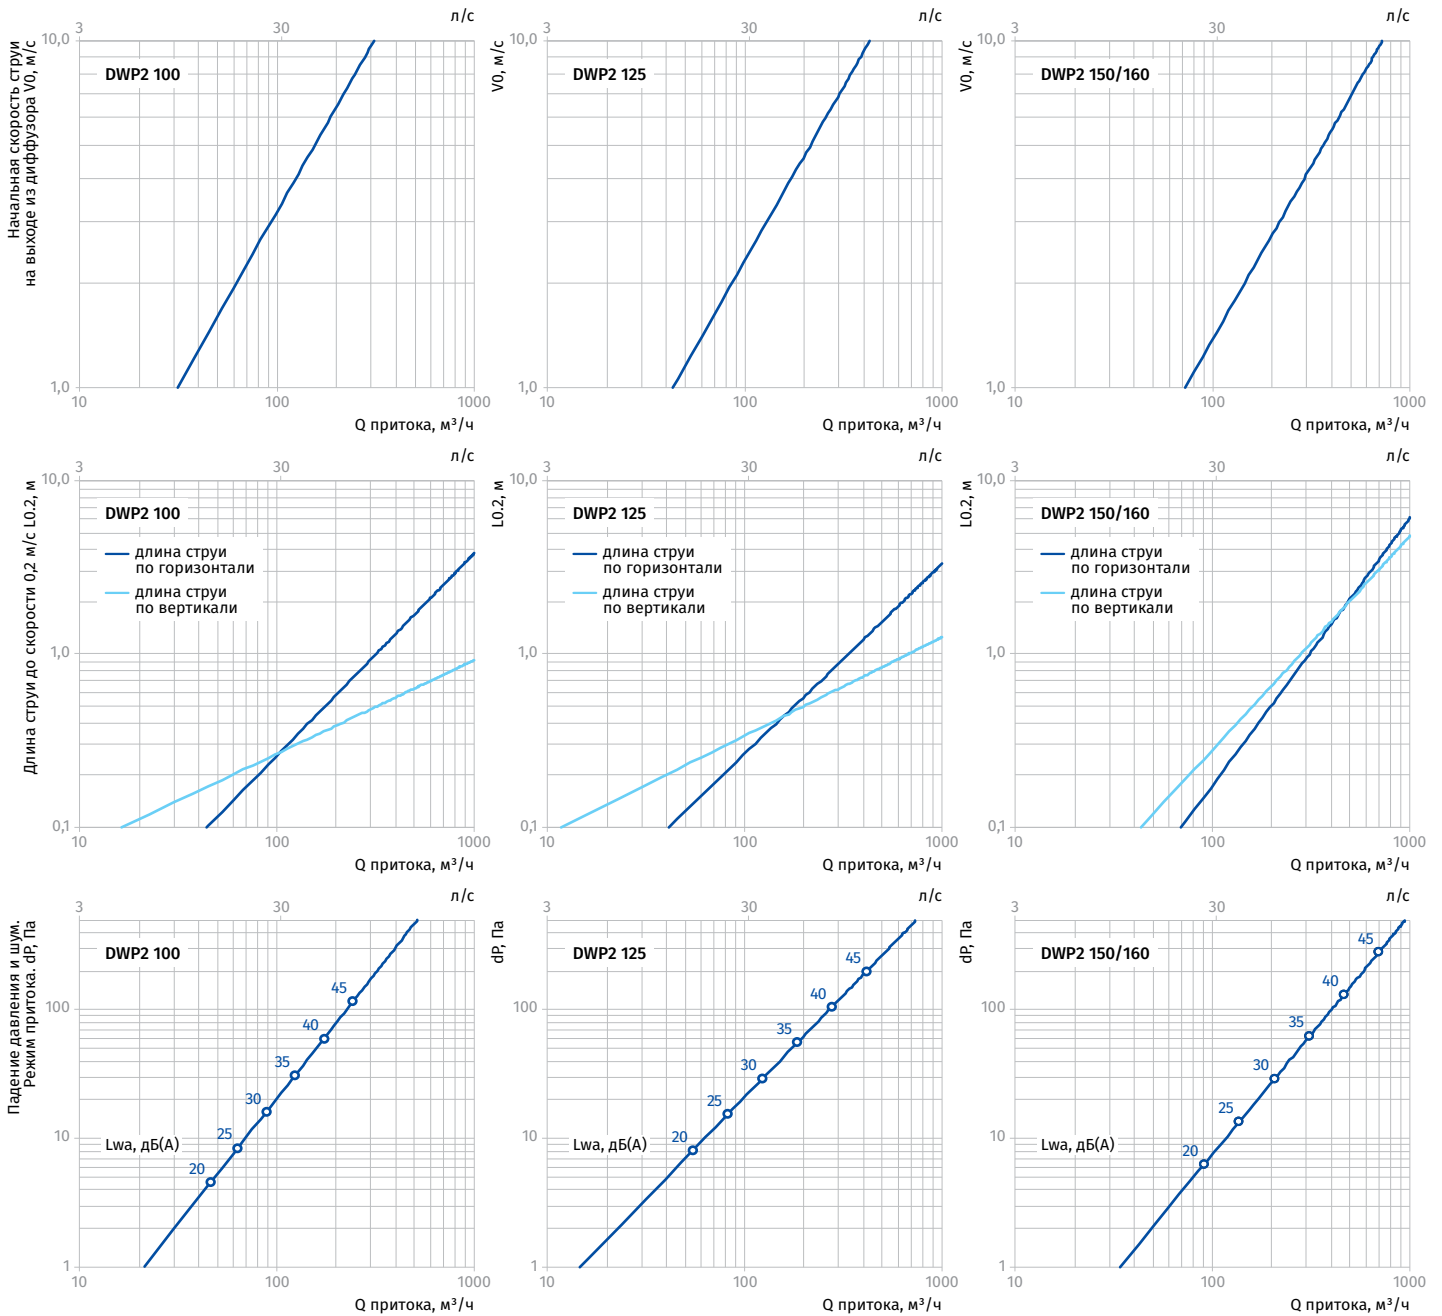 3 30 л/с
3 30 л/с
3 30 л/с
Начальная скорость струи
на выходе из диффузора V0, м/с
10,0
DWP2 100
1,0
10 100 1000
Q притока, м³/ч
V0, м/с
10,0
DWP2 125
1,0
10 100 1000
Q притока, м³/ч
V0, м/с
10,0
DWP2 150/160
1,0
10 100 1000
Q притока, м³/ч
3 30 л/с
Длина струи до скорости 0,2 м/с L0.2, м
10,0
DWP2 100
длина струи
по горизонтали
длина струи
по вертикали
1,0
0,1
10 100 1000
Q притока, м³/ч
3 30 л/с
L0.2, м
10,0
DWP2 125
длина струи
по горизонтали
длина струи
по вертикали
1,0
0,1
10 100 1000
Q притока, м³/ч
3 30 л/с
L0.2, м
10,0
DWP2 150/160
длина струи
по горизонтали
длина струи
по вертикали
1,0
0,1
10 100 1000
Q притока, м³/ч
3 30 л/с
Падение давления и шум.
Режим притока. dP, Па
DWP2 100
45
100
40
35
30
25
10
Lwa, дБ(А)
20
1
10 100 1000
Q притока, м³/ч
3 30 л/с
dP, Па
DWP2 125
45
40
100
35
30
25
20
10
Lwa, дБ(А)
1
10 100 1000
Q притока, м³/ч
3 30 л/с
dP, Па
DWP2 150/160
45
40
100
35
30
25
10
Lwa, дБ(А)
20
1
10 100 1000
Q притока, м³/ч